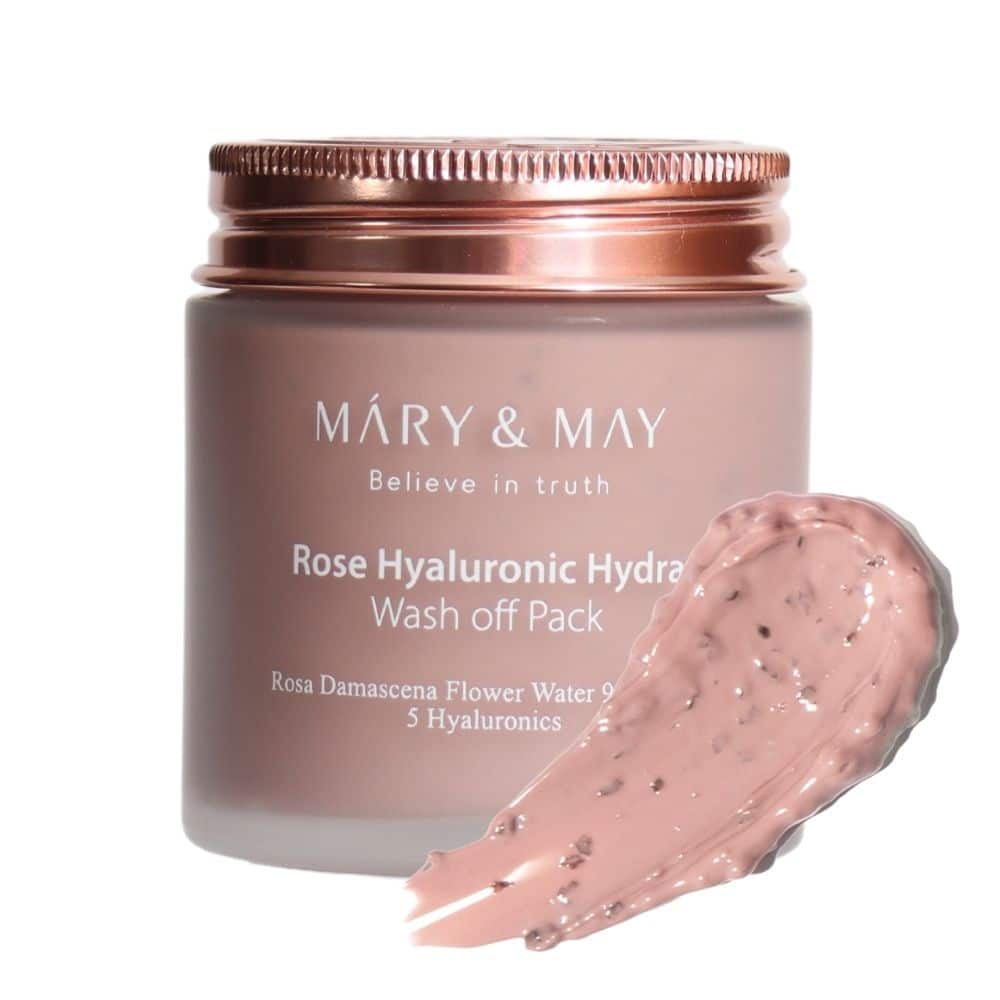 MÁRY & MAY
Believe in truth
Rose Hyaluronic Hydra
Wash off Pack
Rosa Damascena Flower Water 9
5 Hyaluronics